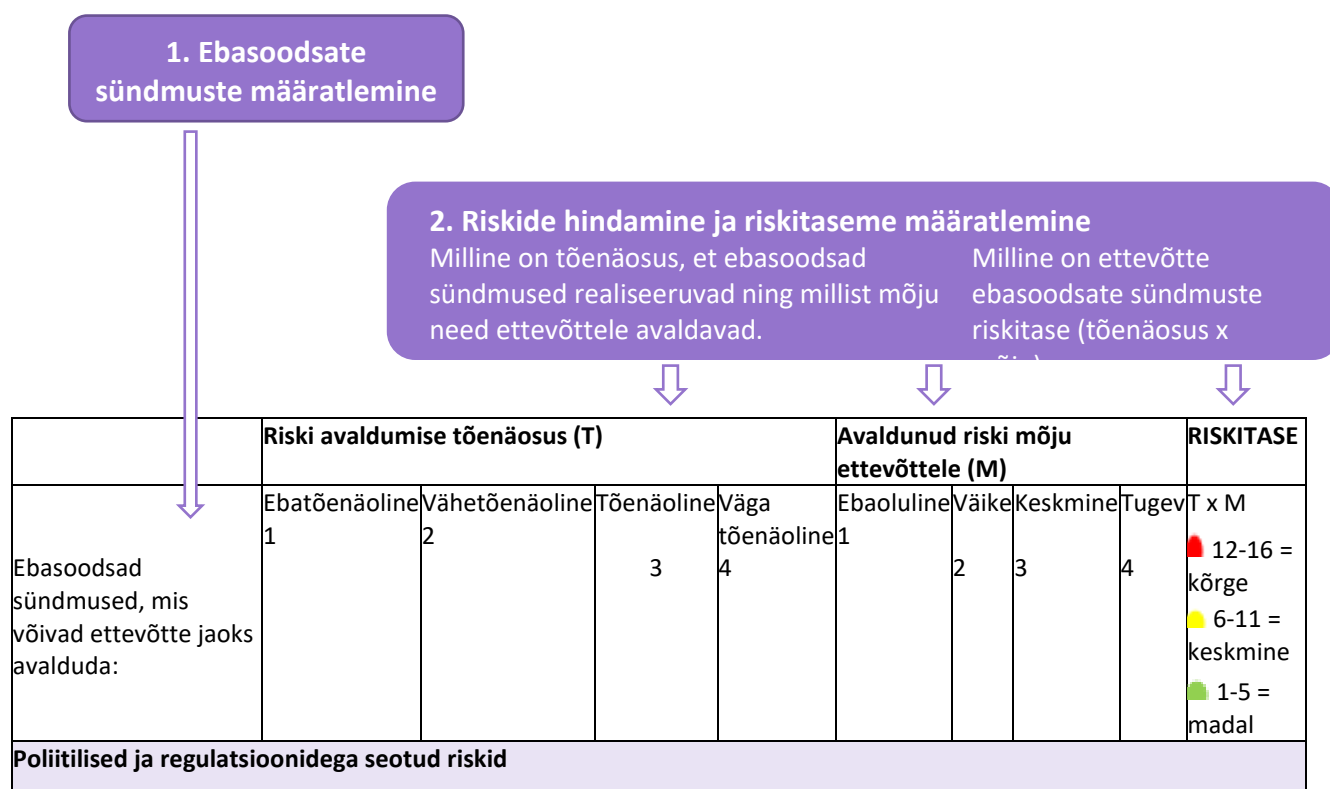 1. Ebasoodsate
sündmuste määratlemine
2. Riskide hindamine ja riskitaseme määratlemine
Milline on tõenäosus, et ebasoodsad
sündmused realiseeruvad ning millist mõju
need ettevõttele avaldavad.
Milline on ettevõtte
ebasoodsate sündmuste
riskitase (tõenäosus x
Riski avaldumise tõenäosus (T)
Avaldunud riski mõju
ettevõttele (M)
RISKITASE
Ebasoodsad
sündmused, mis
võivad ettevõtte jaoks
avalduda:
Ebatõenäoline
1
Vähetõenäoline
2
Tõenäoline
3
Väga
tõenäoline
4
Ebaoluline
1
Väike
2
Keskmine
3
Tugev
4
T x M
12-16 =
kõrge
6-11 =
keskmine
1-5 =
madal
Poliitilised ja regulatsioonidega seotud riskid